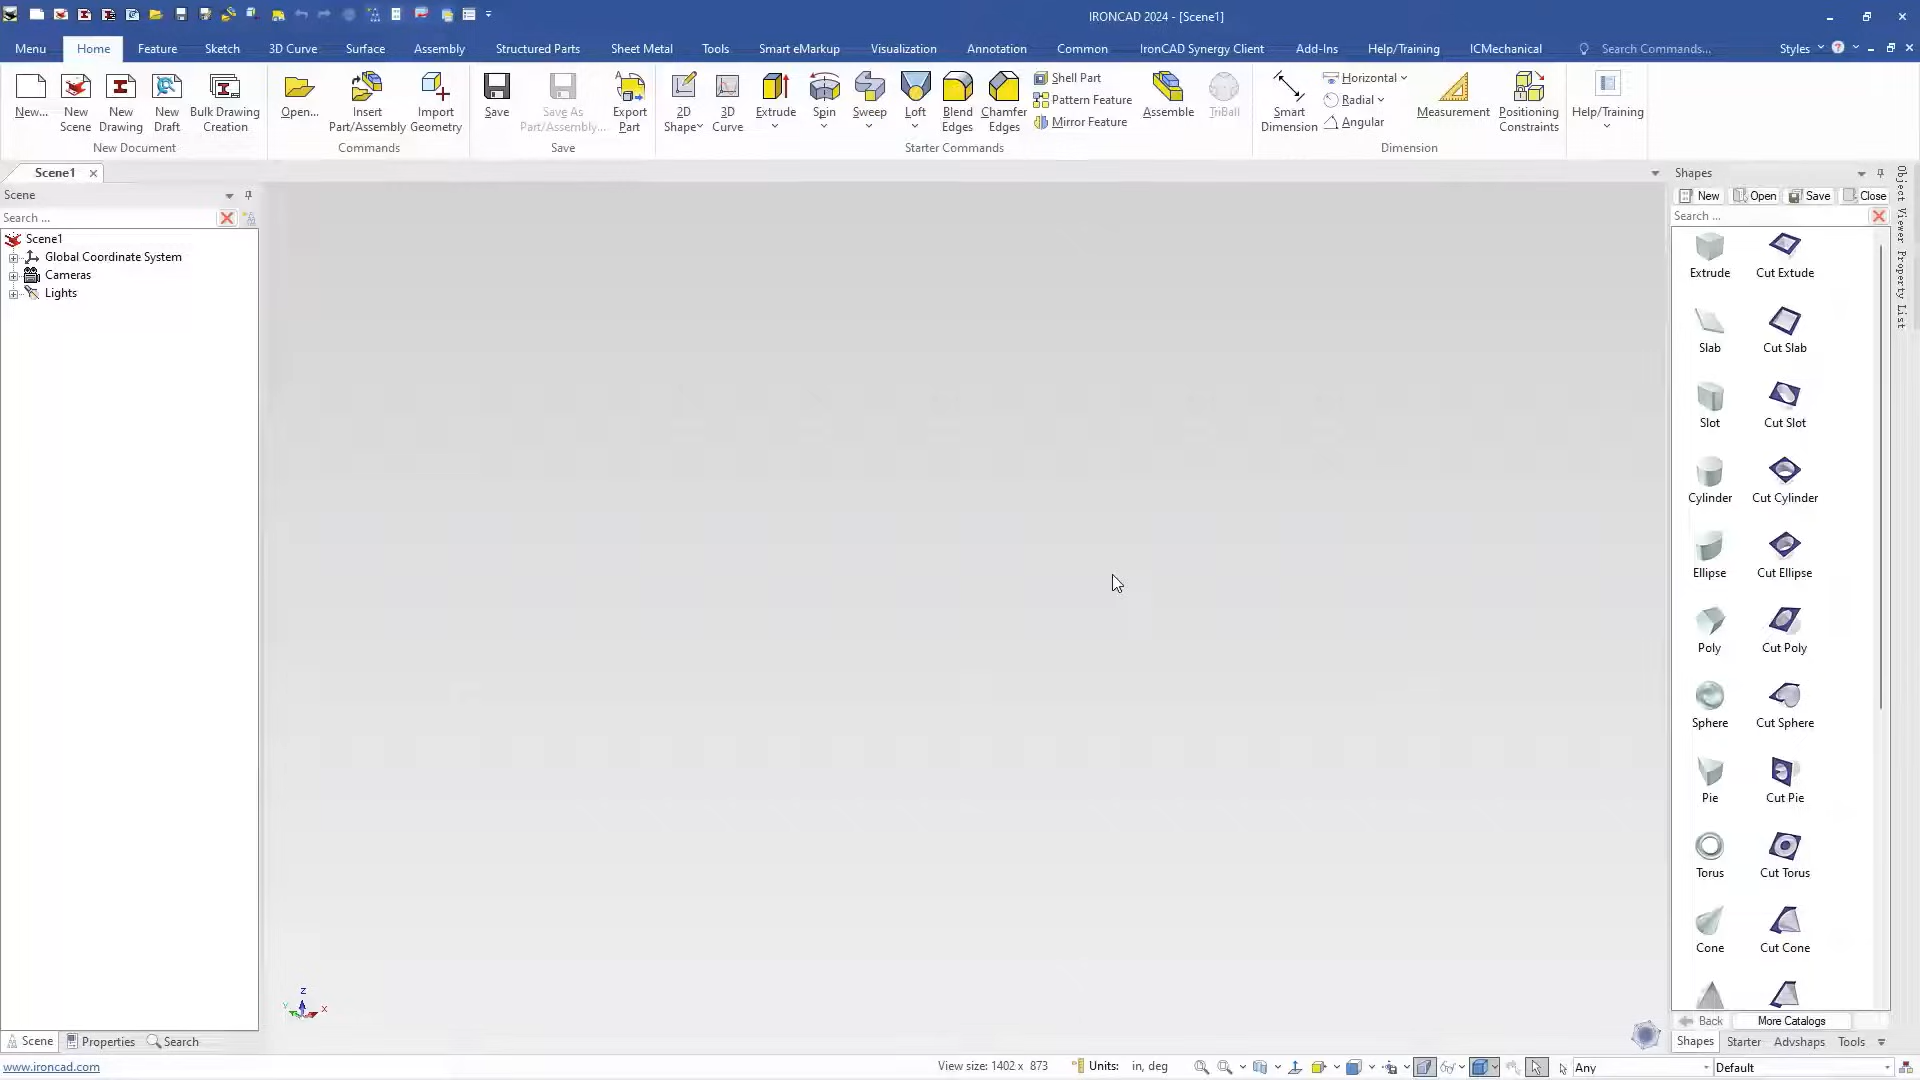 IRONCAD 2024 - [Scene1]
Menu Home Feature Sketch 3D Curve Surface Assembly Structured Parts Sheet Metal Tools Smart eMarkup Visualization Annotation Common IronCAD Synergy Client Add-Ins Help/Training ICMechanical Search Commands... Styles
New... New Scene New Drawing New Draft Bulk Drawing Creation
New Document
Open... Insert Part/Assembly Import Geometry
Commands
Save Save As Part/Assembly... Export Part
Save
2D Shape 3D Curve Extrude Spin Sweep Loft Blend Edges Chamfer Edges
Shell Part
Pattern Feature
Mirror Feature
Assemble TriBall
Starter Commands
Smart Dimension
Horizontal
Radial
Angular
Measurement Positioning Constraints
Dimension
Help/Training
Scene1
Scene
Search ...
Scene1
Global Coordinate System
Cameras
Lights
Z
Y X
Shapes
New Open Save Close
Search ...
Extrude Cut Extude
Slab Cut Slab
Slot Cut Slot
Cylinder Cut Cylinder
Ellipse Cut Ellipse
Poly Cut Poly
Sphere Cut Sphere
Pie Cut Pie
Torus Cut Torus
Cone Cut Cone
Back More Catalogs
Shapes Starter Advshaps Tools
Object Viewer Property List
Scene Properties Search
www.ironcad.com
View size: 1402 x 873 Units: in, deg Any Default